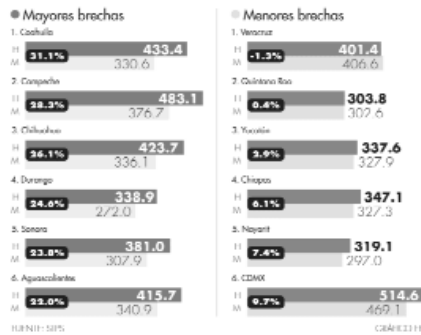 Mayores brechas
1. Coahuila
H 31.1% 433.4
M 330.6
2. Campeche
H 28.3% 483.1
M 376.7
3. Chihuahua
H 26.1% 423.7
M 336.1
4. Durango
H 24.6% 338.9
M 272.0
5. Sonora
H 23.8% 381.0
M 307.9
6. Aguascalientes
H 22.0% 415.7
M 340.9
FUENTE: SIPS
Menores brechas
1. Veracruz
H -1.3% 401.4
M 406.6
2. Quintana Roo
H 0.4% 303.8
M 302.6
3. Yucatán
H 2.9% 337.6
M 327.9
4. Chiapas
H 6.1% 347.1
M 327.3
5. Nayarit
H 7.4% 319.1
M 297.0
6. CDMX
H 9.7% 514.6
M 469.1
GRÁFICO H